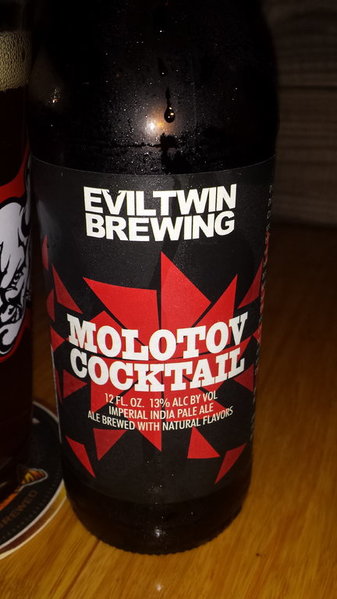 EVILTWIN
BREWING
MOLOTOV
COCKTAIL
12 FL. OZ. 13% ALC BY VOL
IMPERIAL INDIA PALE ALE
ALE BREWED WITH NATURAL FLAVORS